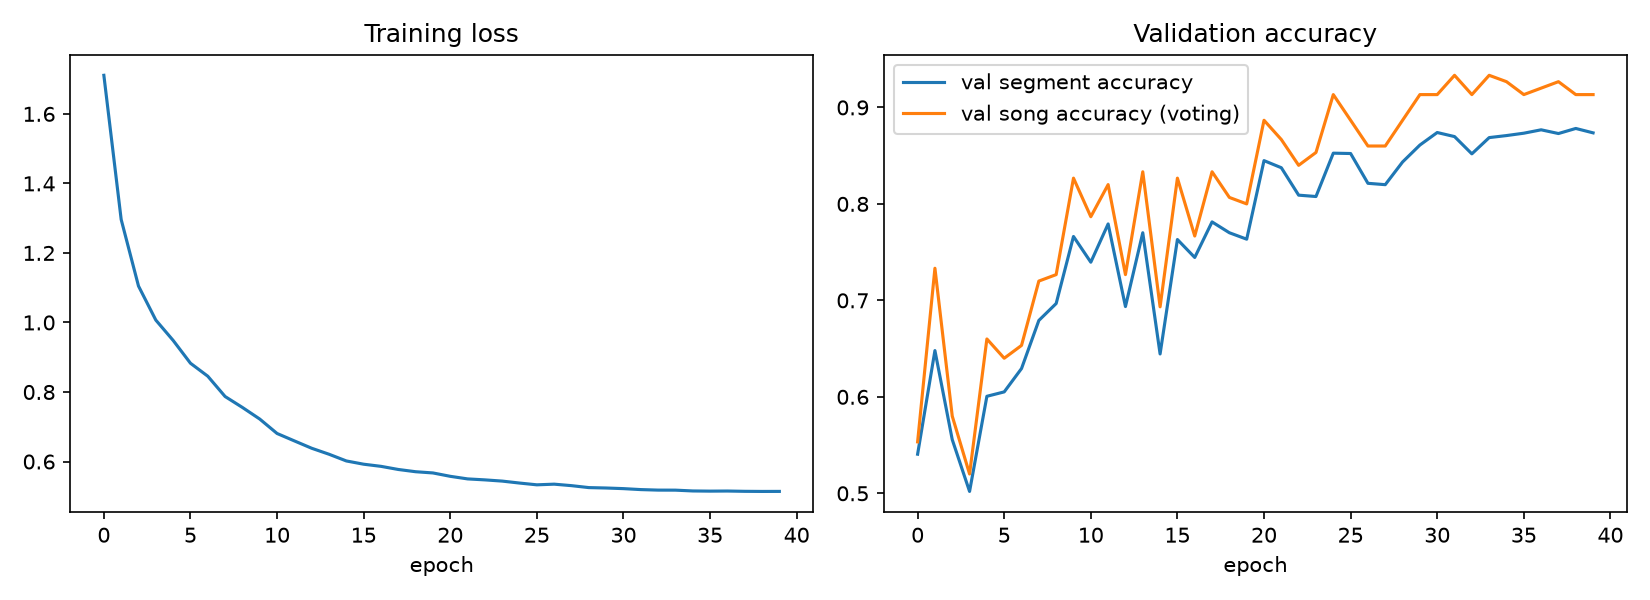 Training loss
1.6
1.4
1.2
1.0
0.8
0.6
0 5 10 15 20 25 30 35 40
epoch
Validation accuracy
val segment accuracy
val song accuracy (voting)
0.9
0.8
0.7
0.6
0.5
0 5 10 15 20 25 30 35 40
epoch